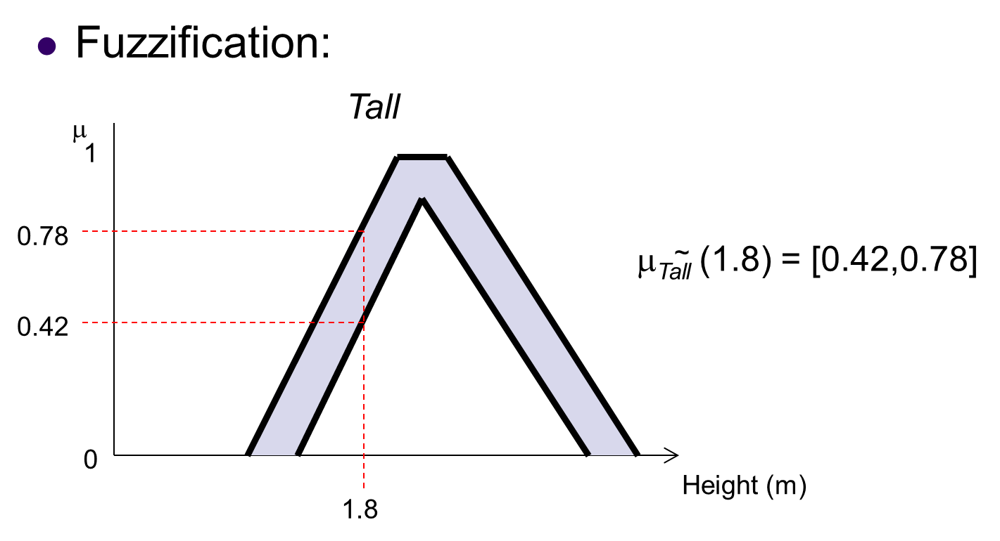 ● Fuzzification:
Tall
μ
1
0.78
0.42
0
1.8
Height (m)
μ_T̃all (1.8) = [0.42,0.78]